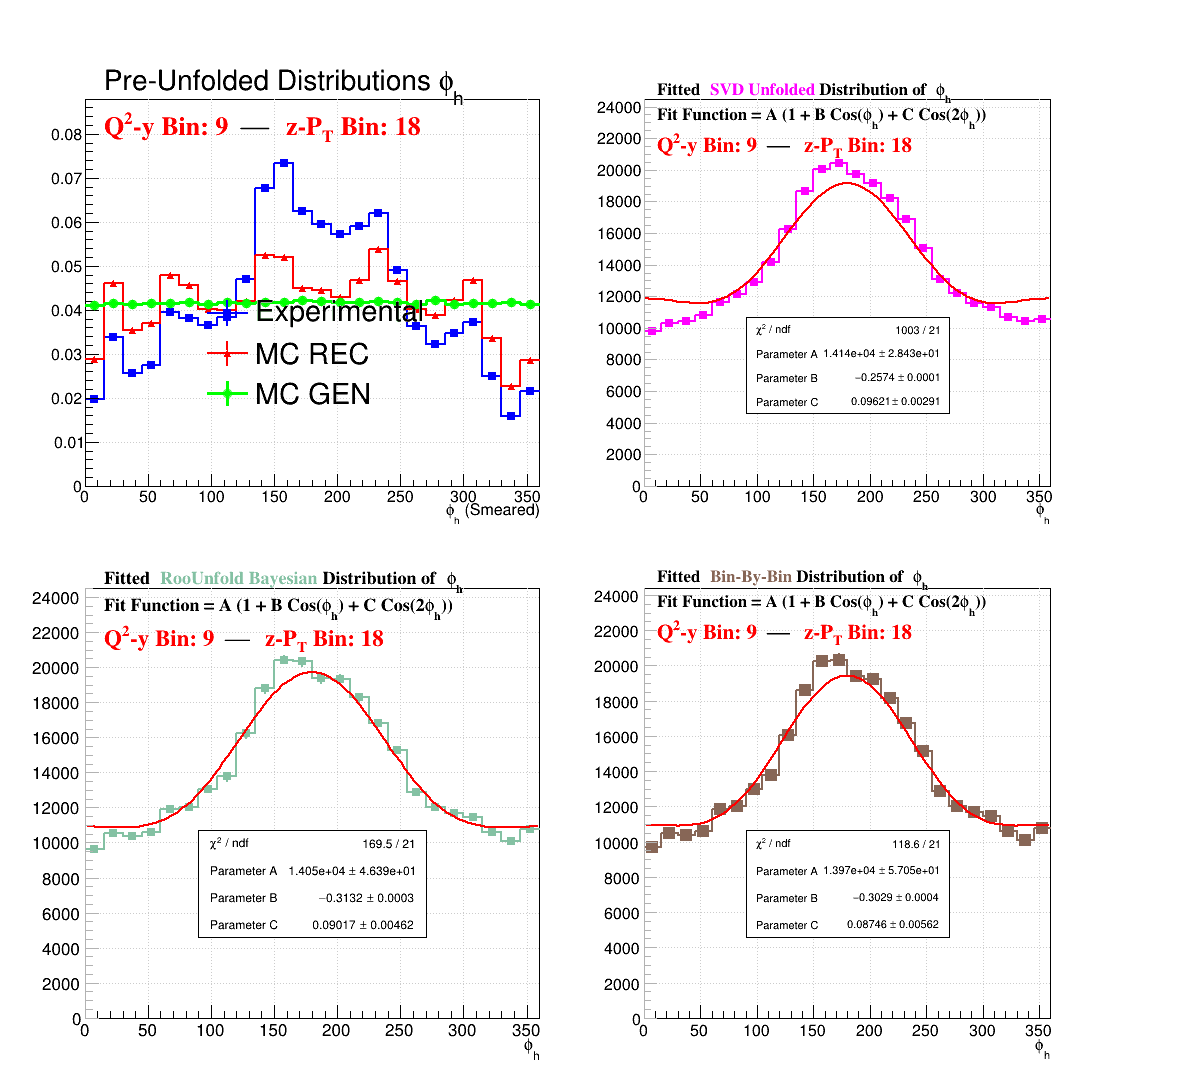 Pre-Unfolded Distributions ϕh
Q²-y Bin: 9 — z-PT Bin: 18
0.08
0.07
0.06
0.05
0.04
0.03
0.02
0.01
0
Experimental
MC REC
MC GEN
0 50 100 150 200 250 300 350
ϕh (Smeared)
Fitted SVD Unfolded Distribution of ϕh
Fit Function = A (1 + B Cos(ϕh) + C Cos(2ϕh))
Q²-y Bin: 9 — z-PT Bin: 18
24000
22000
20000
18000
16000
14000
12000
10000
8000
6000
4000
2000
0
χ² / ndf 1003 / 21
Parameter A 1.414e+04 ± 2.843e+01
Parameter B −0.2574 ± 0.0001
Parameter C 0.09621 ± 0.00291
0 50 100 150 200 250 300 350
ϕh
Fitted RooUnfold Bayesian Distribution of ϕh
Fit Function = A (1 + B Cos(ϕh) + C Cos(2ϕh))
Q²-y Bin: 9 — z-PT Bin: 18
24000
22000
20000
18000
16000
14000
12000
10000
8000
6000
4000
2000
0
χ² / ndf 169.5 / 21
Parameter A 1.405e+04 ± 4.639e+01
Parameter B −0.3132 ± 0.0003
Parameter C 0.09017 ± 0.00462
0 50 100 150 200 250 300 350
ϕh
Fitted Bin-By-Bin Distribution of ϕh
Fit Function = A (1 + B Cos(ϕh) + C Cos(2ϕh))
Q²-y Bin: 9 — z-PT Bin: 18
24000
22000
20000
18000
16000
14000
12000
10000
8000
6000
4000
2000
0
χ² / ndf 118.6 / 21
Parameter A 1.397e+04 ± 5.705e+01
Parameter B −0.3029 ± 0.0004
Parameter C 0.08746 ± 0.00562
0 50 100 150 200 250 300 350
ϕh